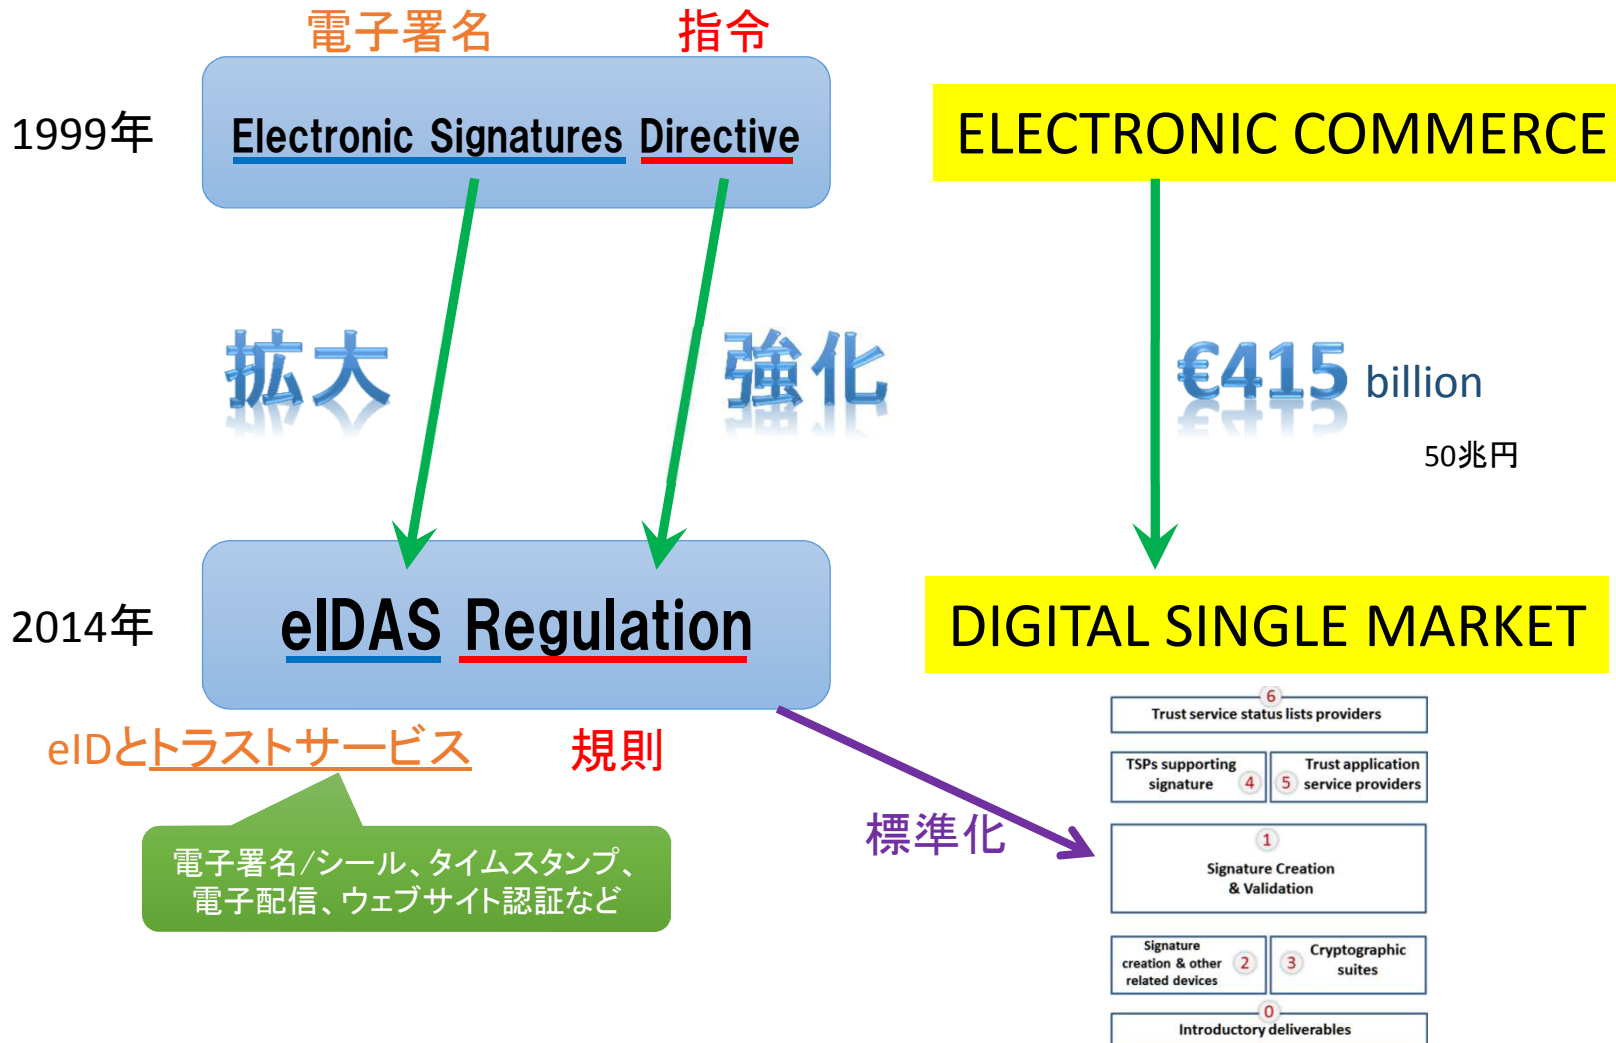 電子署名
指令
1999年
Electronic Signatures Directive
ELECTRONIC COMMERCE
拡大
強化
€415 billion
50兆円
2014年
eIDAS Regulation
DIGITAL SINGLE MARKET
eIDとトラストサービス
規則
電子署名/シール、タイムスタンプ、
電子配信、ウェブサイト認証など
標準化
6
Trust service status lists providers
TSPs supporting
signature 4
5 Trust application
service providers
1
Signature Creation
& Validation
Signature
creation & other
related devices 2
3 Cryptographic
suites
0
Introductory deliverables